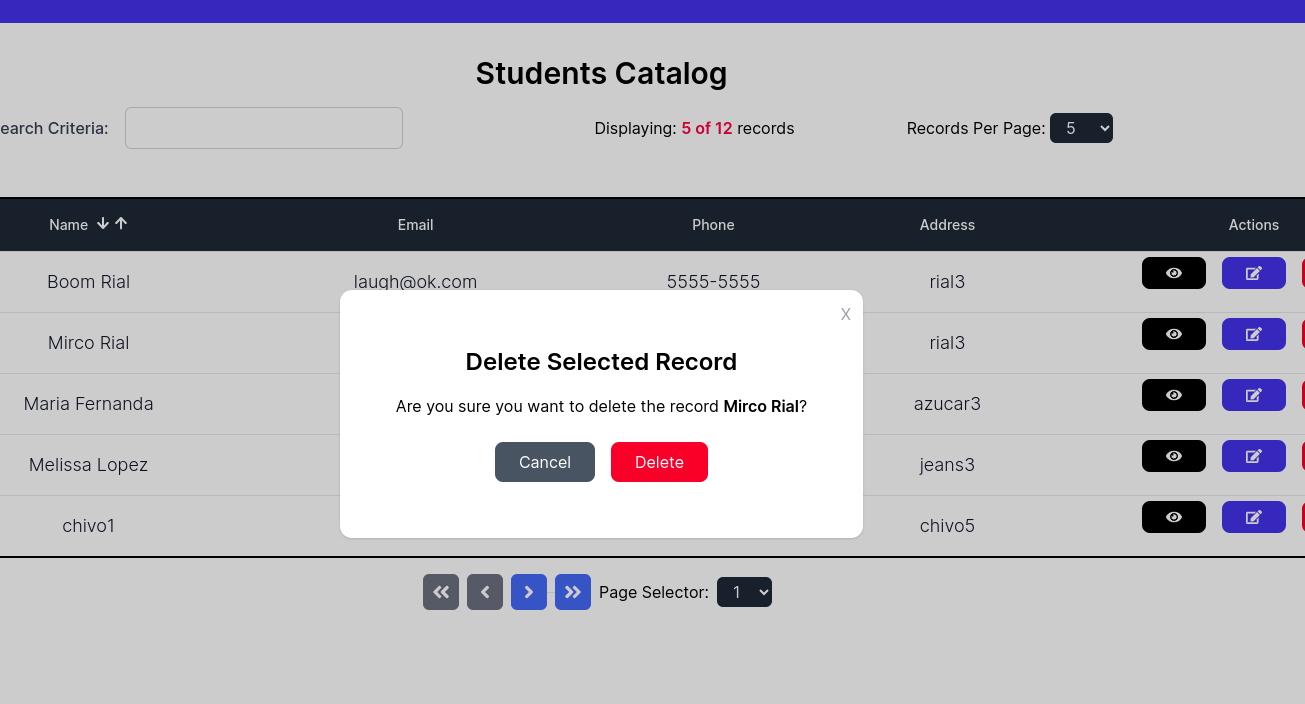 Students Catalog
earch Criteria:
Displaying: 5 of 12 records
Records Per Page: 5
Name Email Phone Address Actions
Boom Rial laugh@ok.com 5555-5555 rial3
Mirco Rial rial3
Maria Fernanda azucar3
Melissa Lopez jeans3
chivo1 chivo5
X
Delete Selected Record
Are you sure you want to delete the record Mirco Rial?
Cancel Delete
Page Selector: 1